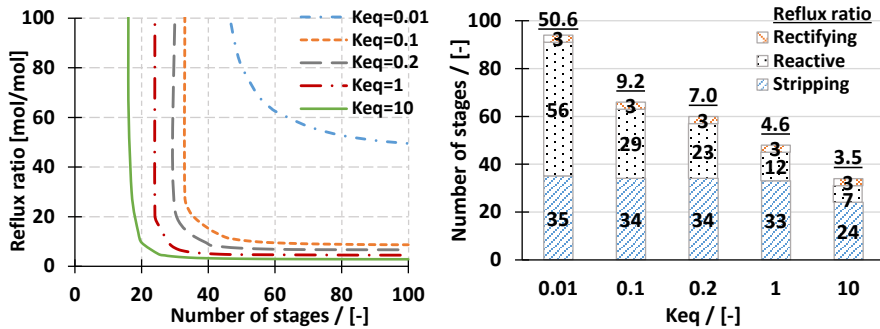 Reflux ratio [mol/mol]
100
80
60
40
20
0
0 20 40 60 80 100
Number of stages / [-]
Keq=0.01
Keq=0.1
Keq=0.2
Keq=1
Keq=10
Number of stages / [-]
100
80
60
40
20
0
Reflux ratio
Rectifying
Reactive
Stripping
50.6
3
56
35
9.2
3
29
34
7.0
3
23
34
4.6
3
12
33
3.5
3
7
24
0.01 0.1 0.2 1 10
Keq / [-]